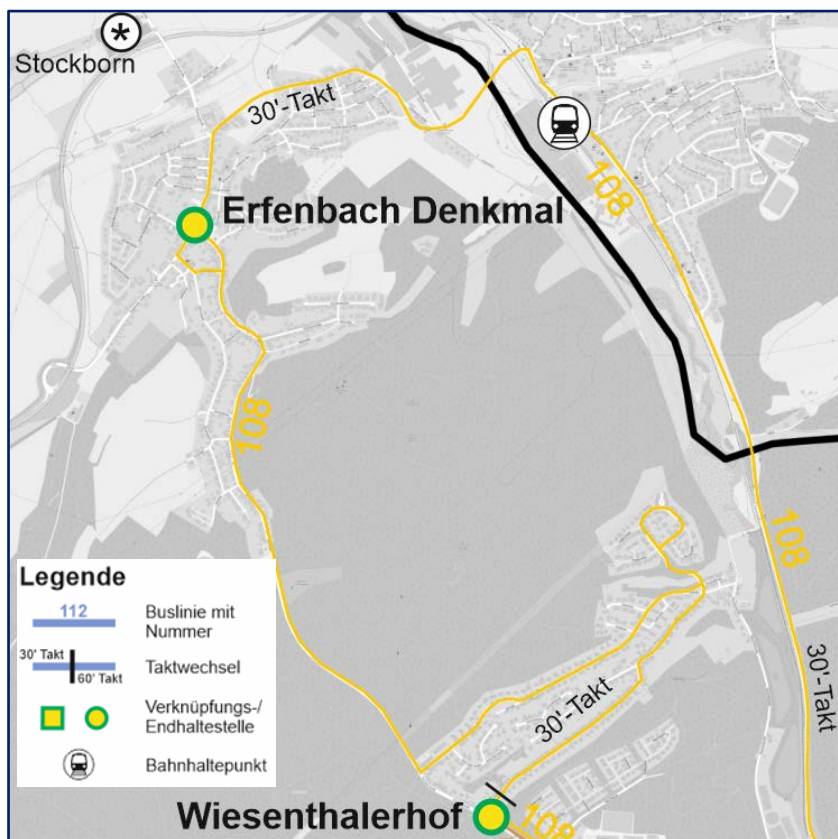 *
Stockborn
30'-Takt
108
Erfenbach Denkmal
108
108
30'-Takt
30'-Takt
Wiesenthalerhof
108
Legende
112
Buslinie mit
Nummer
30' Takt
60' Takt
Taktwechsel
Verknüpfungs-/
Endhaltestelle
Bahnhaltepunkt